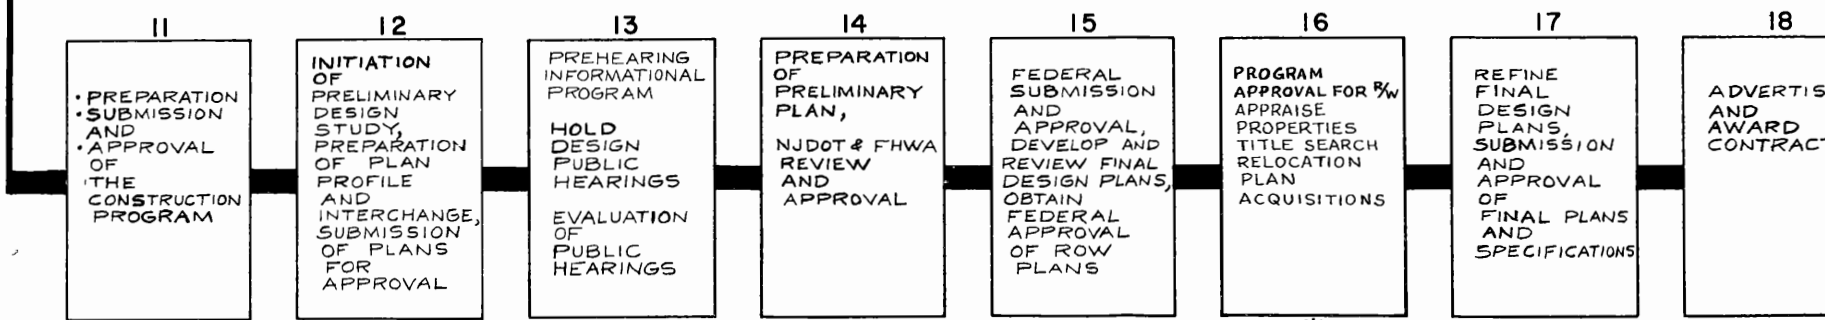 11
• PREPARATION
• SUBMISSION
AND
• APPROVAL
OF
THE
CONSTRUCTION
PROGRAM
12
INITIATION
OF
PRELIMINARY
DESIGN
STUDY,
PREPARATION
OF PLAN
PROFILE
AND
INTERCHANGE,
SUBMISSION
OF PLANS
FOR
APPROVAL
13
PREHEARING
INFORMATIONAL
PROGRAM
HOLD
DESIGN
PUBLIC
HEARINGS
EVALUATION
OF
PUBLIC
HEARINGS
14
PREPARATION
OF
PRELIMINARY
PLAN,
NJDOT & FHWA
REVIEW
AND
APPROVAL
15
FEDERAL
SUBMISSION
AND
APPROVAL,
DEVELOP AND
REVIEW FINAL
DESIGN PLANS,
OBTAIN
FEDERAL
APPROVAL
OF ROW
PLANS
16
PROGRAM
APPROVAL FOR R/W
APPRAISE
PROPERTIES
TITLE SEARCH
RELOCATION
PLAN
ACQUISITIONS
17
REFINE
FINAL
DESIGN
PLANS,
SUBMISSION
AND
APPROVAL
OF
FINAL PLANS
AND
SPECIFICATIONS
18
ADVERTIS
AND
AWARD
CONTRACT